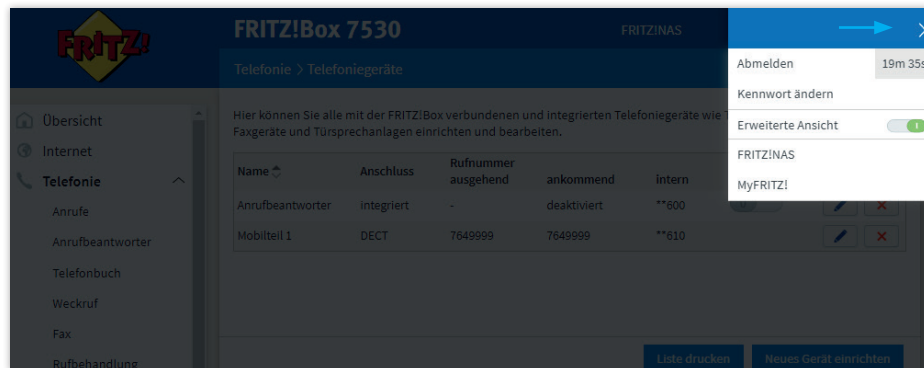 FRITZ!
FRITZ!Box 7530
FRITZ!NAS
Telefonie > Telefoniegeräte
Abmelden 19m 35s
Kennwort ändern
Erweiterte Ansicht
FRITZ!NAS
MyFRITZ!
Übersicht
Internet
Telefonie
Anrufe
Anrufbeantworter
Telefonbuch
Weckruf
Fax
Rufbehandlung
Hier können Sie alle mit der FRITZ!Box verbundenen und integrierten Telefoniegeräte wie
Faxgeräte und Türsprechanlagen einrichten und bearbeiten.
Name Anschluss Rufnummer ausgehend ankommend intern
Anrufbeantworter integriert - deaktiviert **600
Mobilteil 1 DECT 7649999 7649999 **610
Liste drucken Neues Gerät einrichten